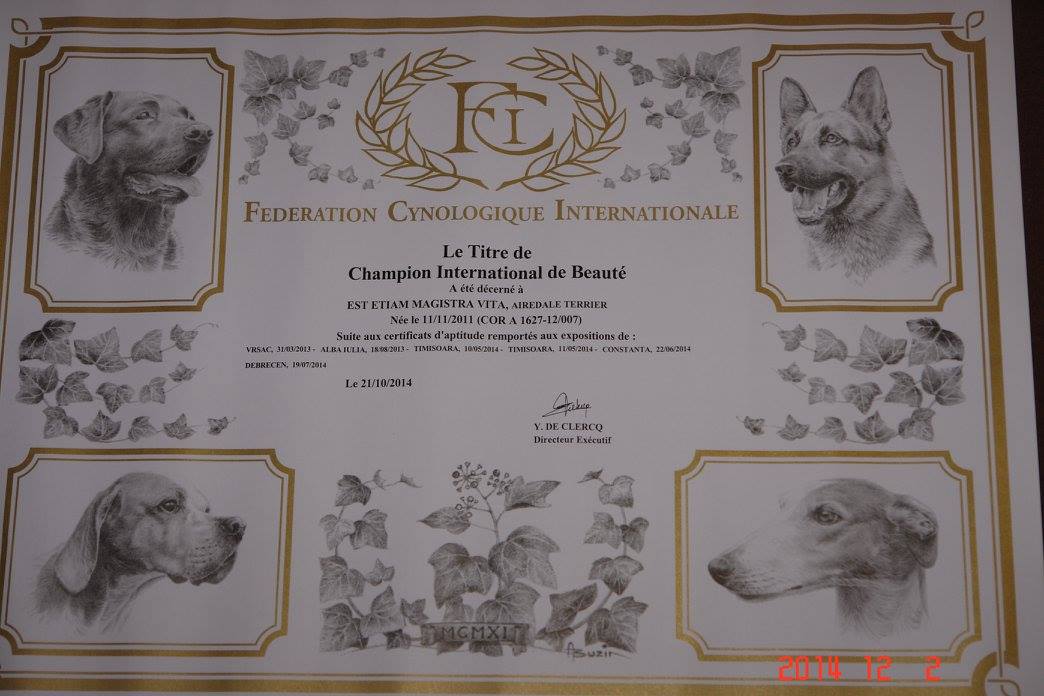 FCI
FEDERATION CYNOLOGIQUE INTERNATIONALE
Le Titre de
Champion International de Beauté
A été décerné à
EST ETIAM MAGISTRA VITA, AIREDALE TERRIER
Née le 11/11/2011 (COR A 1627-12/007)
Suite aux certificats d'aptitude remportés aux expositions de :
VRSAC, 31/03/2013 - ALBA IULIA, 18/08/2013 - TIMISOARA, 10/05/2014 - TIMISOARA, 11/05/2014 - CONSTANTA, 22/06/2014
DEBRECEN, 19/07/2014
Le 21/10/2014
Y. DE CLERCQ
Directeur Exécutif
MCMXI
2014 12 2